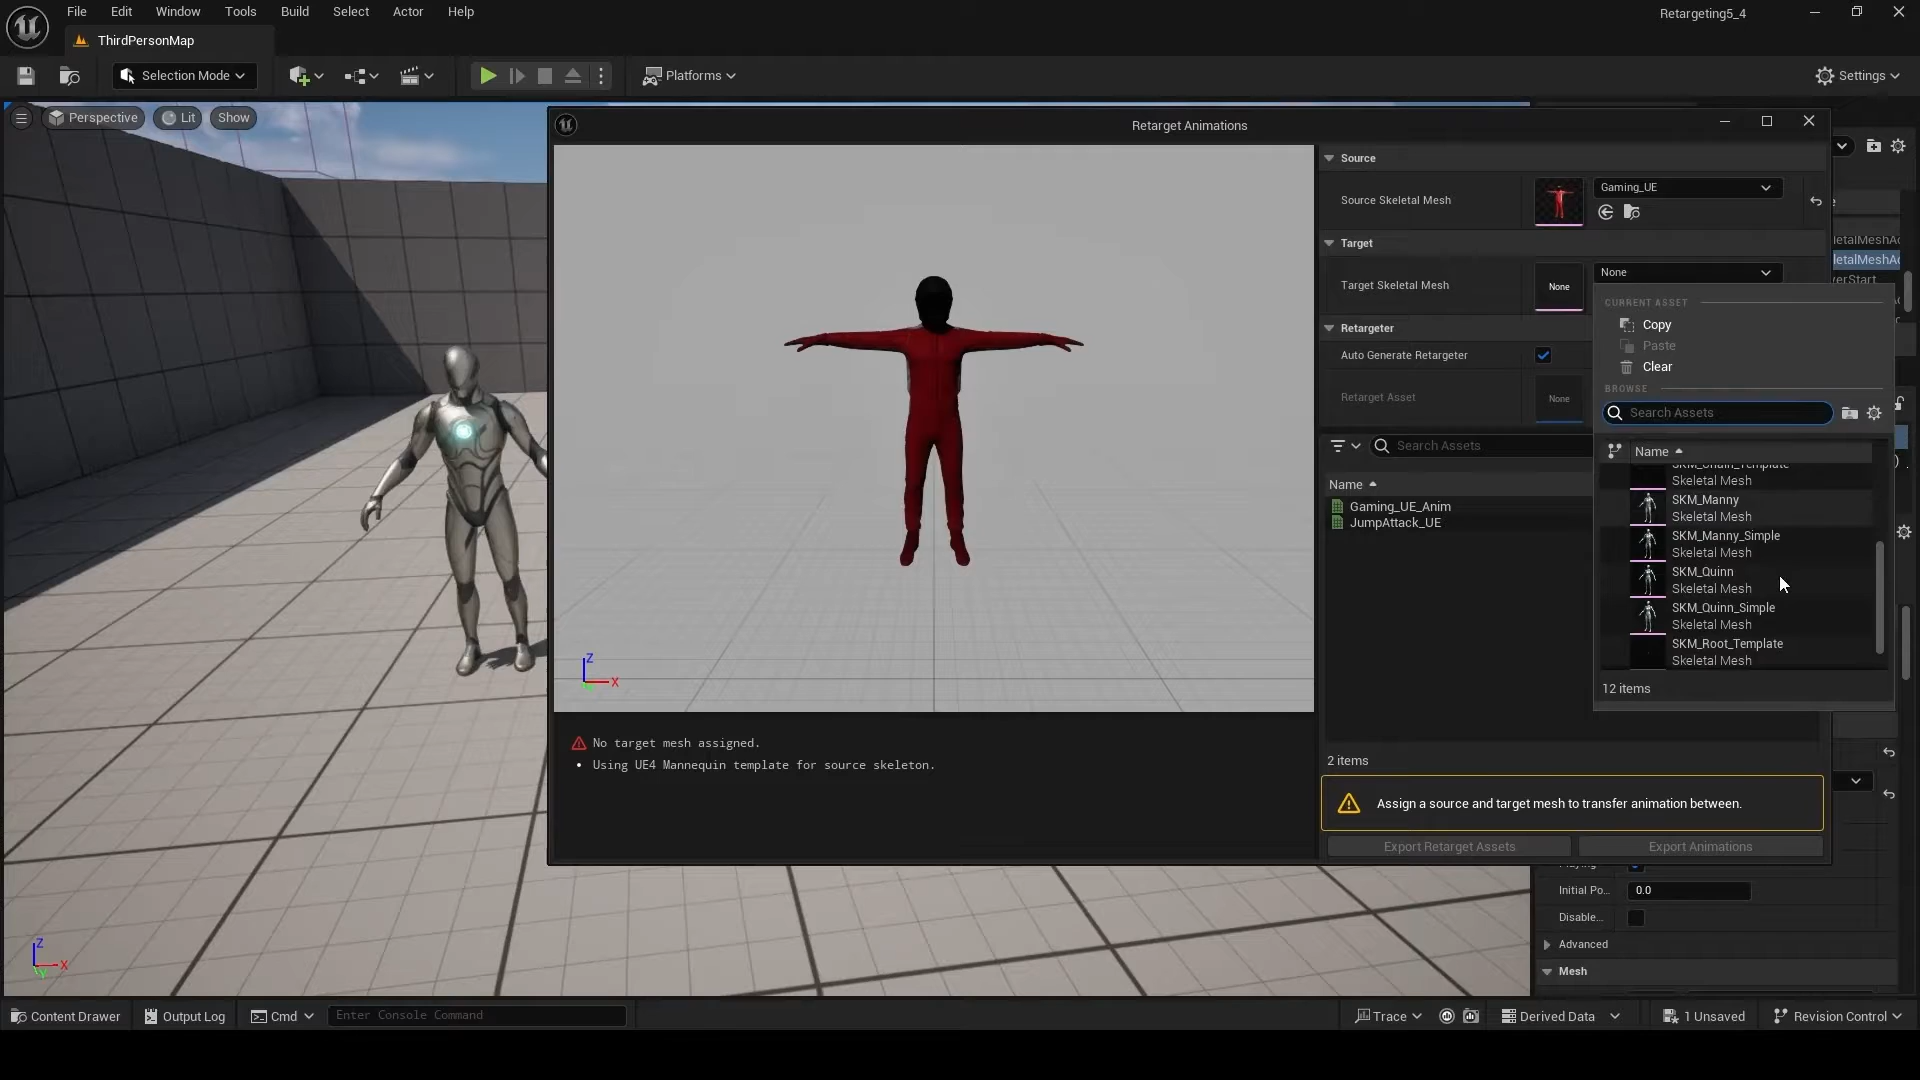 File Edit Window Tools Build Select Actor Help
Retargeting5_4
ThirdPersonMap
Selection Mode
Platforms
Settings
Perspective
Lit
Show
Retarget Animations
Source
Source Skeletal Mesh
Gaming_UE
Target
Target Skeletal Mesh
None
None
Retargeter
Auto Generate Retargeter
Retarget Asset
None
CURRENT ASSET
Copy
Paste
Clear
BROWSE
Search Assets
Search Assets
Name
Skeletal Mesh
SKM_Manny
Skeletal Mesh
SKM_Manny_Simple
Skeletal Mesh
SKM_Quinn
Skeletal Mesh
SKM_Quinn_Simple
Skeletal Mesh
SKM_Root_Template
Skeletal Mesh
12 items
Name
Gaming_UE_Anim
JumpAttack_UE
2 items
letalMeshAc
letalMeshAc
erStart
Z
X
No target mesh assigned.
• Using UE4 Mannequin template for source skeleton.
Assign a source and target mesh to transfer animation between.
Export Retarget Assets
Export Animations
Initial Po...
0.0
Disable...
Advanced
Mesh
Z
X
Y
Content Drawer
Output Log
Cmd
Enter Console Command
Trace
Derived Data
1 Unsaved
Revision Control